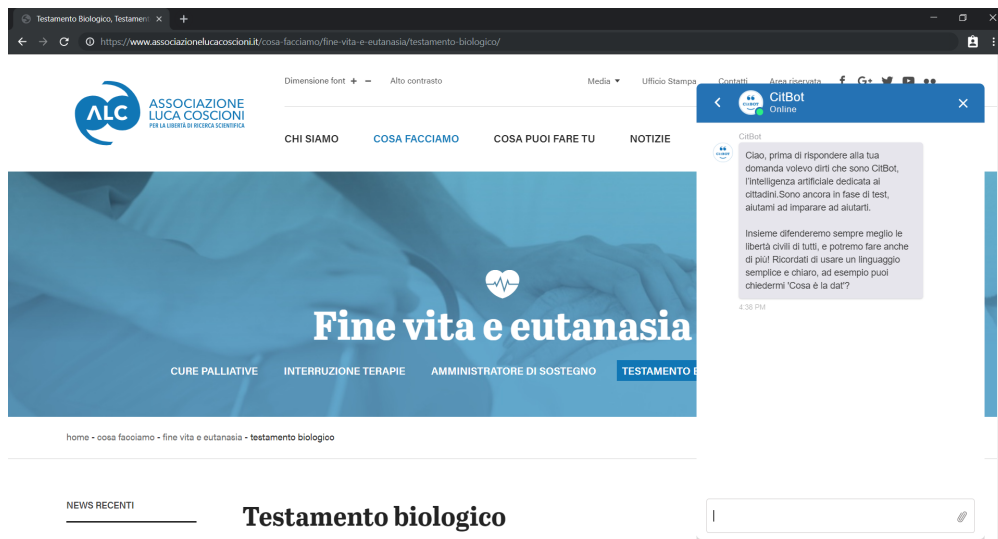 Testamento Biologico, Testament
https://www.associazionelucacoscioni.it/cosa-facciamo/fine-vita-e-eutanasia/testamento-biologico/
Dimensione font + − Alto contrasto
Media Ufficio Stampa Contatti Area riservata
ALC
ASSOCIAZIONE
LUCA COSCIONI
PER LA LIBERTÀ DI RICERCA SCIENTIFICA
CHI SIAMO COSA FACCIAMO COSA PUOI FARE TU NOTIZIE
Fine vita e eutanasia
CURE PALLIATIVE INTERRUZIONE TERAPIE AMMINISTRATORE DI SOSTEGNO TESTAMENTO B
home - cosa facciamo - fine vita e eutanasia - testamento biologico
NEWS RECENTI
Testamento biologico
CitBot
Online
CitBot
Ciao, prima di rispondere alla tua
domanda volevo dirti che sono CitBot,
l'intelligenza artificiale dedicata ai
cittadini.Sono ancora in fase di test,
aiutami ad imparare ad aiutarti.
Insieme difenderemo sempre meglio le
libertà civili di tutti, e potremo fare anche
di più! Ricordati di usare un linguaggio
semplice e chiaro, ad esempio puoi
chiedermi 'Cosa è la dat'?
4:38 PM